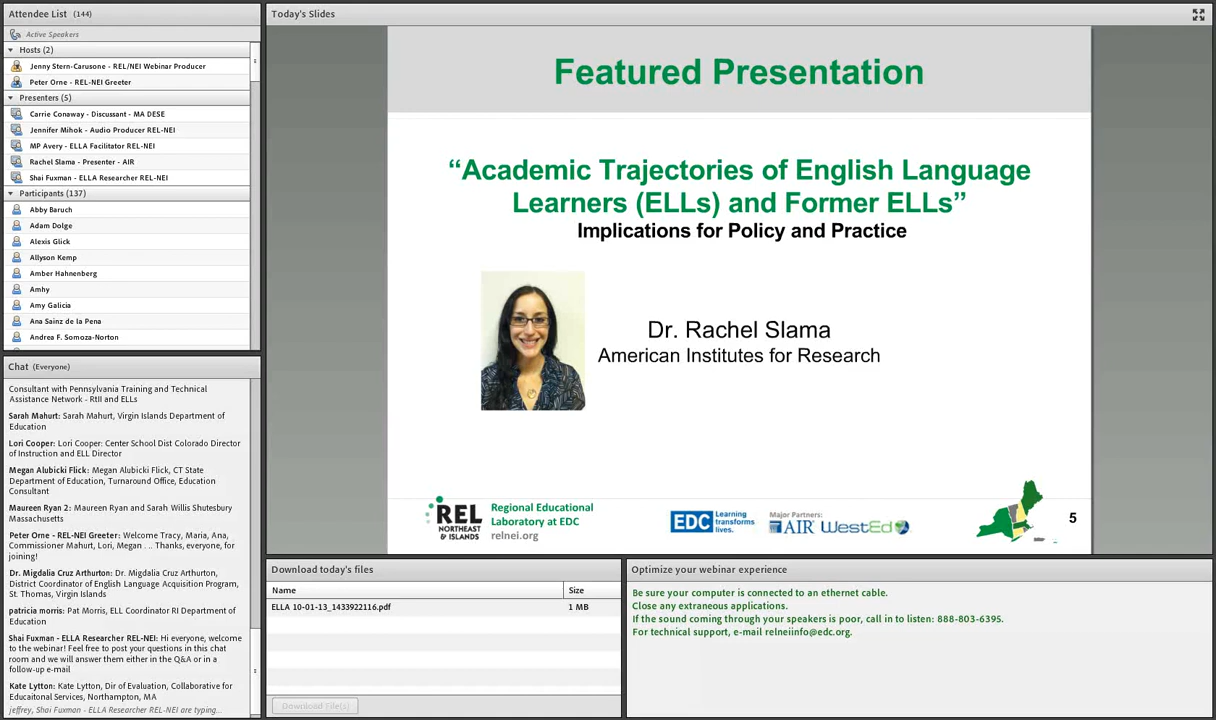 Attendee List (144)
Active Speakers
Hosts (2)
Jenny Stern-Carusone - REL/NEI Webinar Producer
Peter Orne - REL-NEI Greeter
Presenters (5)
Carrie Conaway - Discussant - MA DESE
Jennifer Mihok - Audio Producer REL-NEI
MP Avery - ELLA Facilitator REL-NEI
Rachel Slama - Presenter - AIR
Shai Fuxman - ELLA Researcher REL-NEI
Participants (137)
Abby Baruch
Adam Dolge
Alexis Glick
Allyson Kemp
Amber Hahnenberg
Amhy
Amy Galicia
Ana Sainz de la Pena
Andrea F. Somoza-Norton
Chat (Everyone)
Consultant with Pennsylvania Training and Technical
Assistance Network - RtII and ELLs
Sarah Mahurt: Sarah Mahurt, Virgin Islands Department of
Education
Lori Cooper: Lori Cooper: Center School Dist Colorado Director
of Instruction and ELL Director
Megan Alubicki Flick: Megan Alubicki Flick, CT State
Department of Education, Turnaround Office, Education
Consultant
Maureen Ryan 2: Maureen Ryan and Sarah Willis Shutesbury
Massachusetts
Peter Orne - REL-NEI Greeter: Welcome Tracy, Maria, Ana,
Commissioner Mahurt, Lori, Megan . .. Thanks, everyone, for
joining!
Dr. Migdalia Cruz Arthurton: Dr. Migdalia Cruz Arthurton,
District Coordinator of English Language Acquisition Program,
St. Thomas, Virgin Islands
patricia morris: Pat Morris, ELL Coordinator RI Department of
Education
Shai Fuxman - ELLA Researcher REL-NEI: Hi everyone, welcome
to the webinar! Feel free to post your questions in this chat
room and we will answer them either in the Q&A or in a
follow-up e-mail
Kate Lytton: Kate Lytton, Dir of Evaluation, Collaborative for
Educaitonal Services, Northampton, MA
jeffrey, Shai Fuxman - ELLA Researcher REL-NEI are typing...
Today's Slides
Featured Presentation
“Academic Trajectories of English Language
Learners (ELLs) and Former ELLs”
Implications for Policy and Practice
Dr. Rachel Slama
American Institutes for Research
REL
NORTHEAST
& ISLANDS
Regional Educational
Laboratory at EDC
relnei.org
EDC Learning
transforms
lives.
Major Partners:
AIR WestEd
5
Download today's files
Name Size
ELLA 10-01-13_1433922116.pdf 1 MB
Download File(s)
Optimize your webinar experience
Be sure your computer is connected to an ethernet cable.
Close any extraneous applications.
If the sound coming through your speakers is poor, call in to listen: 888-803-6395.
For technical support, e-mail relneiinfo@edc.org.